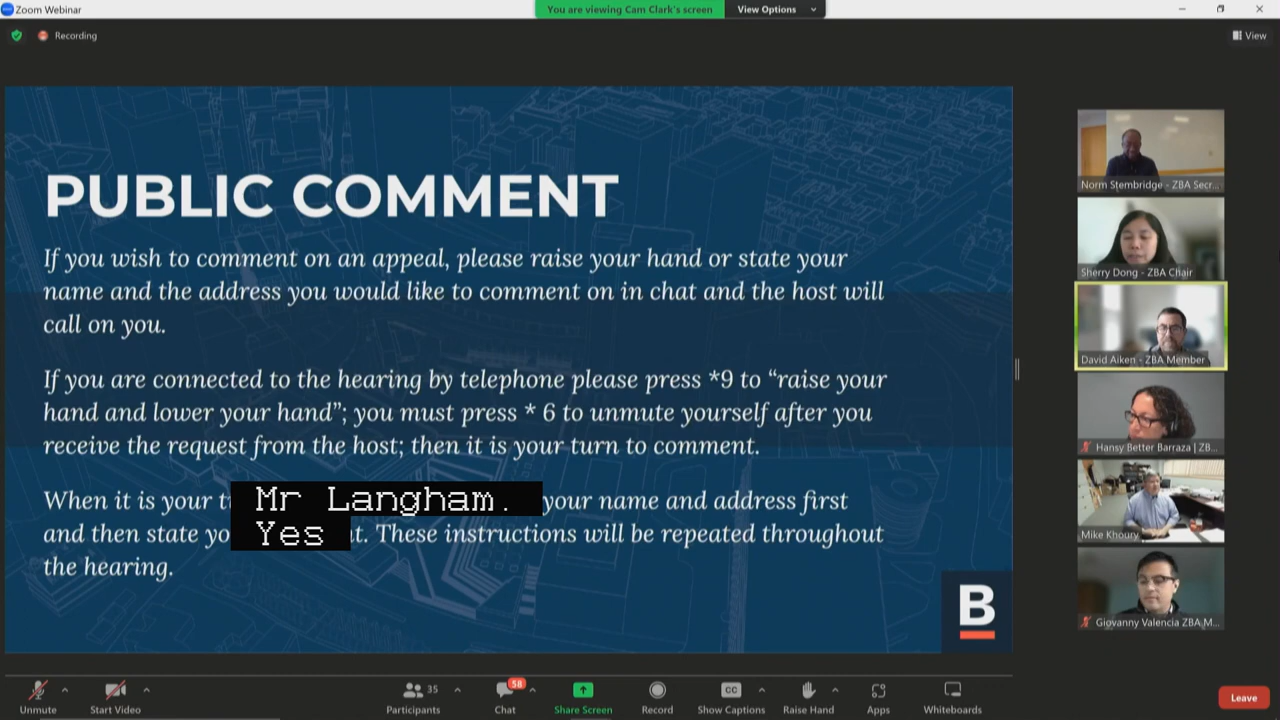 Zoom Webinar
You are viewing Cam Clark's screen
View Options
Recording
View
PUBLIC COMMENT
If you wish to comment on an appeal, please raise your hand or state your
name and the address you would like to comment on in chat and the host will
call on you.
If you are connected to the hearing by telephone please press *9 to “raise your
hand and lower your hand”; you must press * 6 to unmute yourself after you
receive the request from the host; then it is your turn to comment.
When it is your your name and address first
and then state These instructions will be repeated throughout
the hearing.
Mr Langham.
Yes
B
Norm Stembridge - ZBA Secr...
Sherry Dong - ZBA Chair
David Aiken - ZBA Member
Hansy Better Barraza | ZB...
Mike Khoury
Giovanny Valencia ZBA M...
Unmute
Start Video
35
Participants
58
Chat
Share Screen
Record
CC
Show Captions
Raise Hand
Apps
Whiteboards
Leave